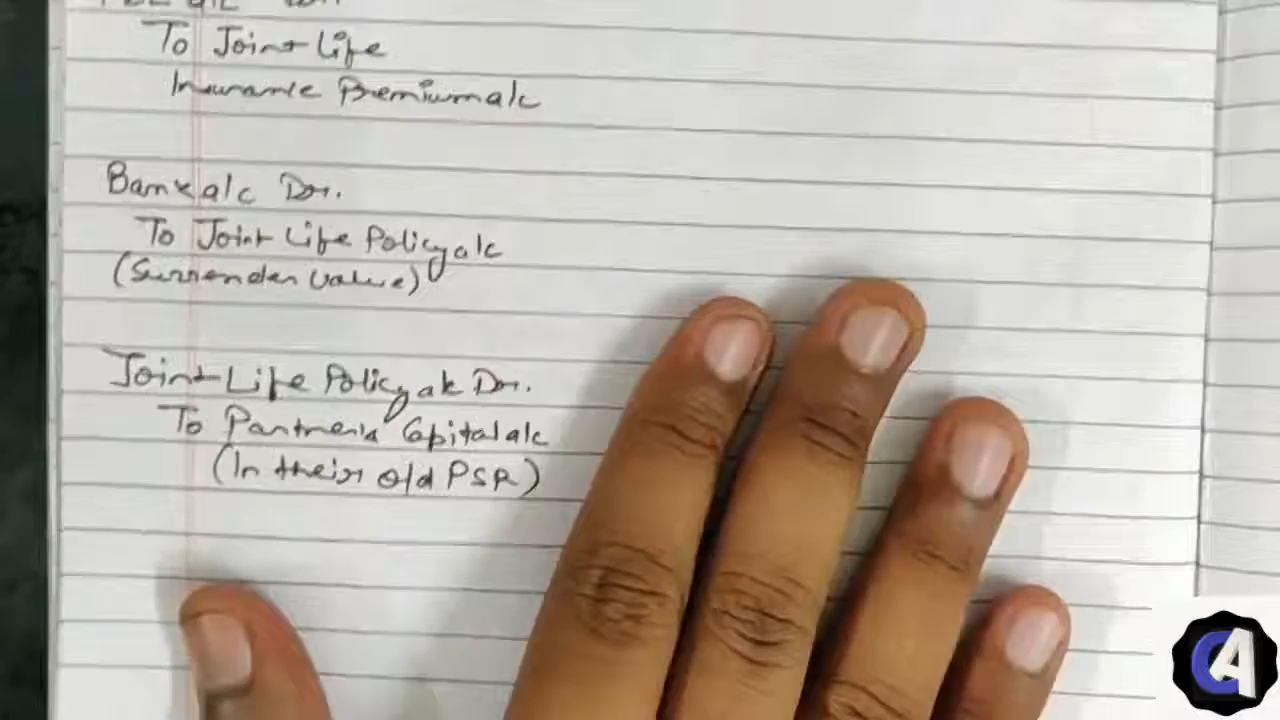 To Joint Life
Insurance Premium a/c
Bank a/c Dr.
To Joint Life Policy a/c
(Surrender value)
Joint Life Policy a/c Dr.
To Partners' Capital a/c
(In their old PSR)
CA